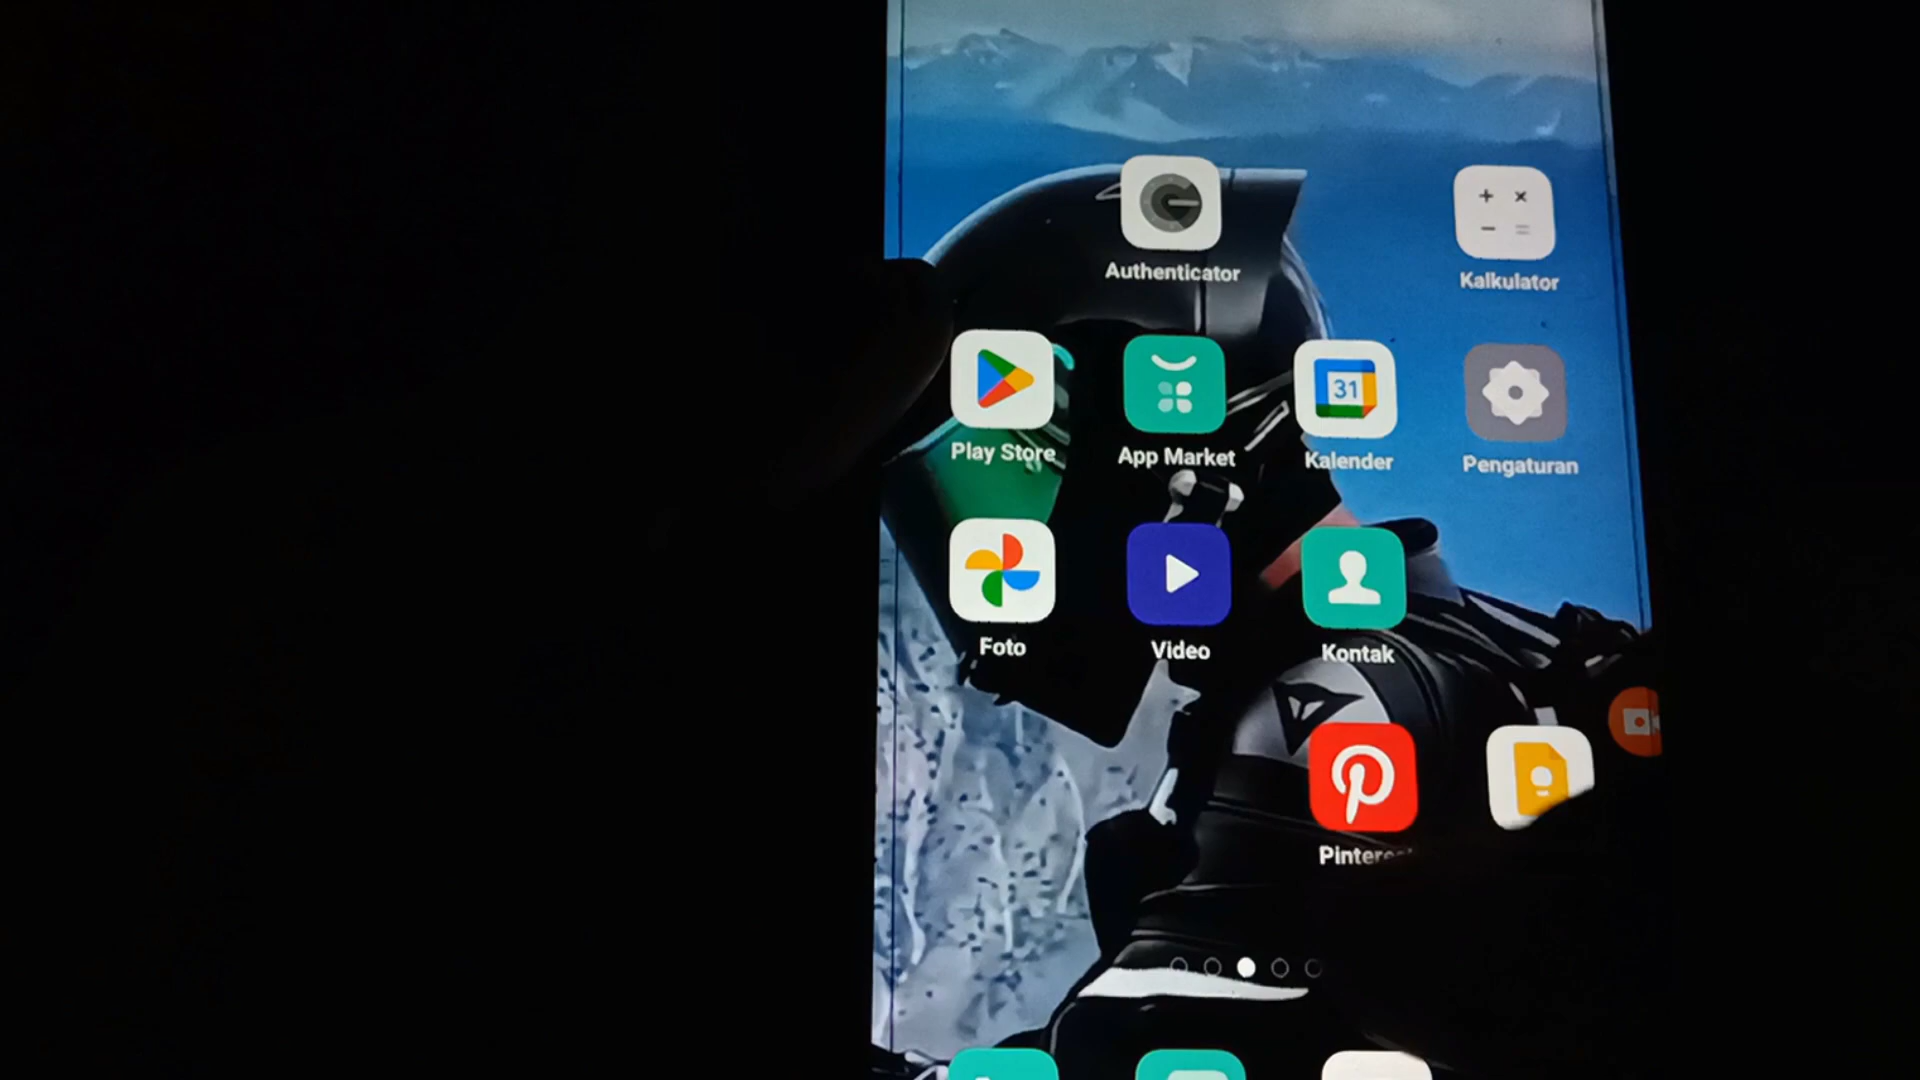 Authenticator
Kalkulator
Play Store
App Market
31
Kalender
Pengaturan
Foto
Video
Kontak